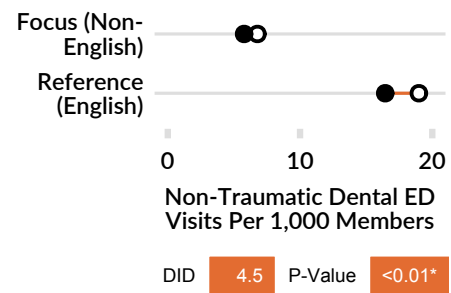 Focus (Non-
English)
Reference
(English)
0 10 20
Non-Traumatic Dental ED
Visits Per 1,000 Members
DID 4.5 P-Value <0.01*